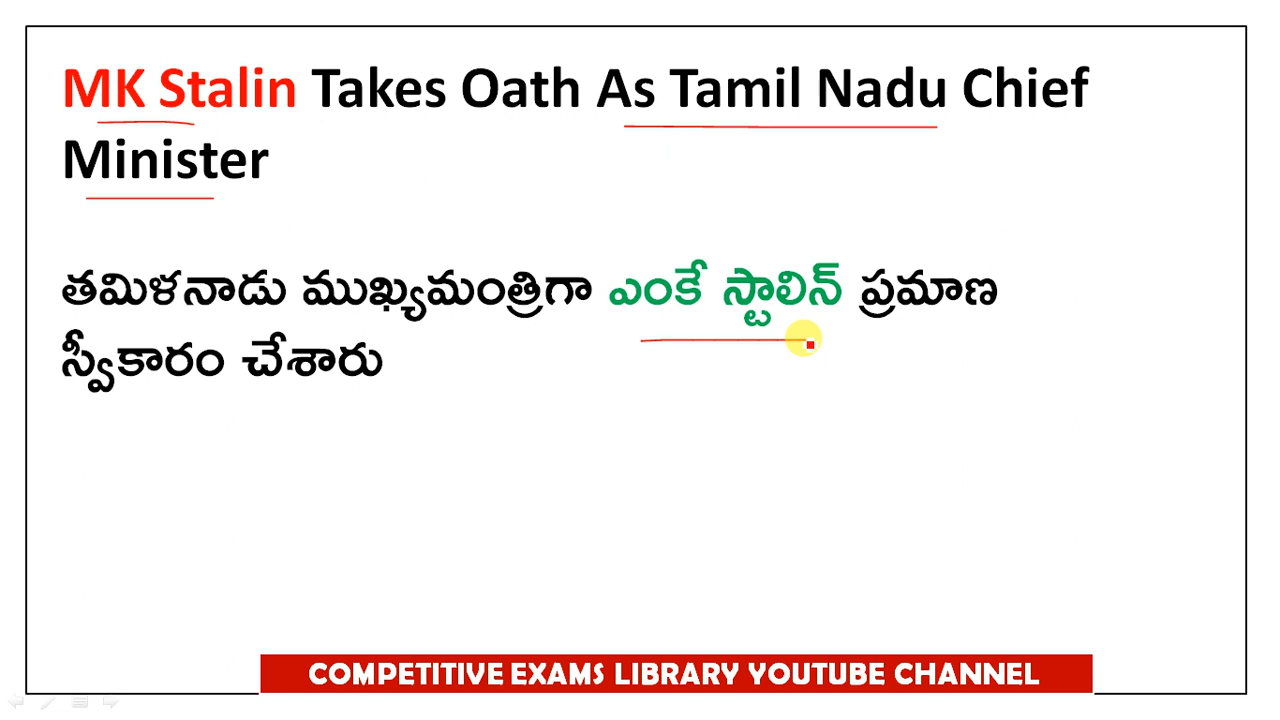 MK Stalin Takes Oath As Tamil Nadu Chief
Minister
తమిళనాడు ముఖ్యమంత్రిగా ఎంకే స్టాలిన్ ప్రమాణ
స్వీకారం చేశారు
COMPETITIVE EXAMS LIBRARY YOUTUBE CHANNEL